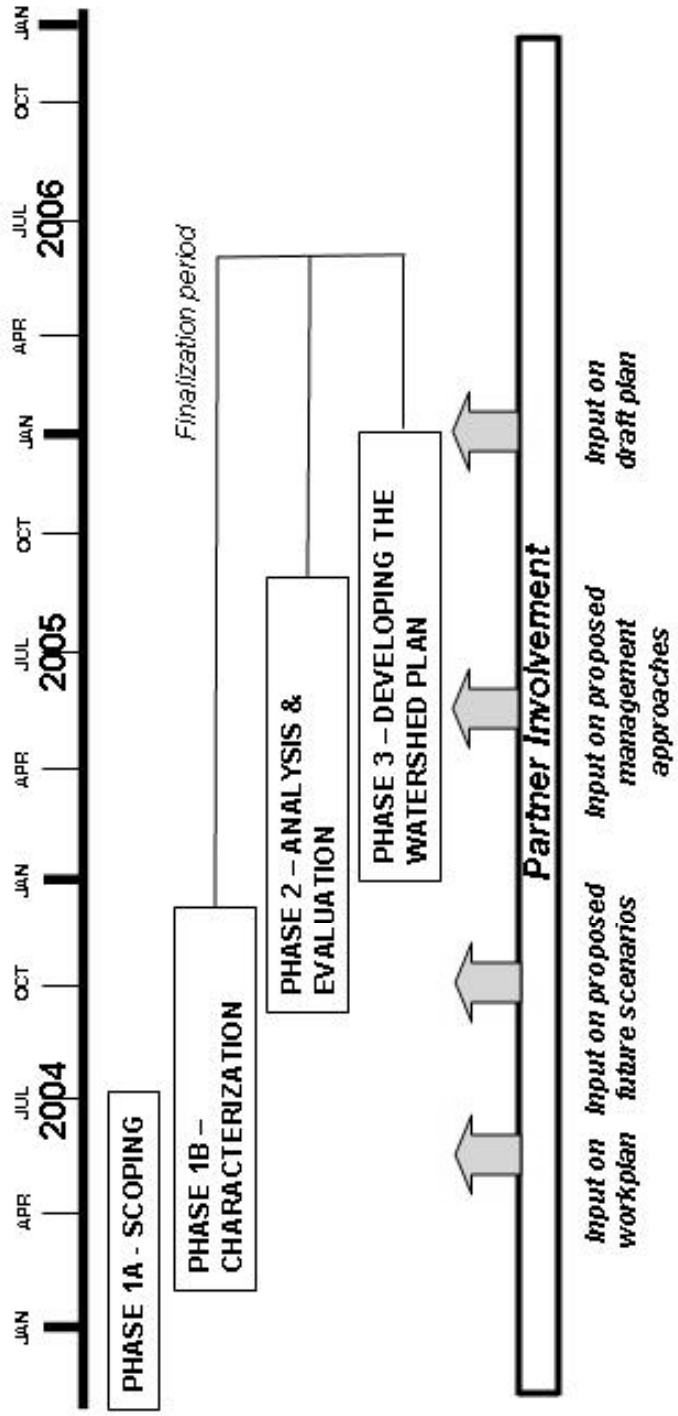 JAN APR JUL OCT JAN APR JUL OCT JAN APR JUL OCT JAN
2004 2005 2006
PHASE 1A - SCOPING
PHASE 1B –
CHARACTERIZATION
Finalization period
PHASE 2 – ANALYSIS &
EVALUATION
PHASE 3 – DEVELOPING THE
WATERSHED PLAN
Partner Involvement
Input on
workplan
Input on proposed
future scenarios
Input on proposed
management
approaches
Input on
draft plan